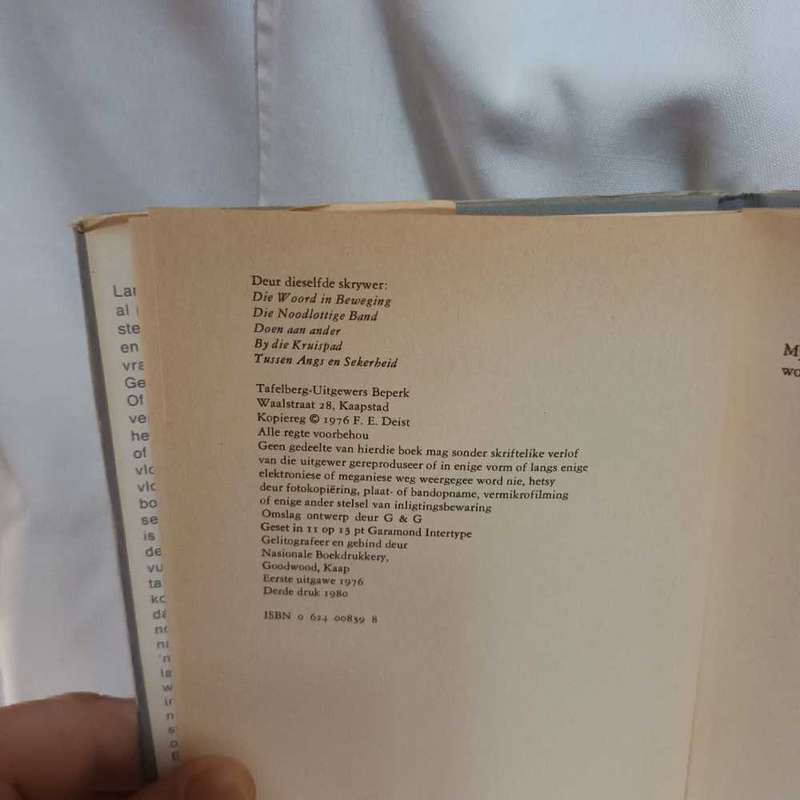 Deur dieselfde skrywer:
Die Woord in Beweging
Die Noodlottige Band
Doen aan ander
By die Kruispad
Tussen Angs en Sekerheid
Tafelberg-Uitgewers Beperk
Waalstraat 28, Kaapstad
Kopiereg © 1976 F. E. Deist
Alle regte voorbehou
Geen gedeelte van hierdie boek mag sonder skriftelike verlof
van die uitgewer gereproduseer of in enige vorm of langs enige
elektroniese of meganiese weg weergegee word nie, hetsy
deur fotokopiëring, plaat- of bandopname, vermikrofilming
of enige ander stelsel van inligtingsbewaring
Omslag ontwerp deur G & G
Geset in 11 op 13 pt Garamond Intertype
Gelitografeer en gebind deur
Nasionale Boekdrukkery,
Goodwood, Kaap
Eerste uitgawe 1976
Derde druk 1980
ISBN 0 624 00839 8